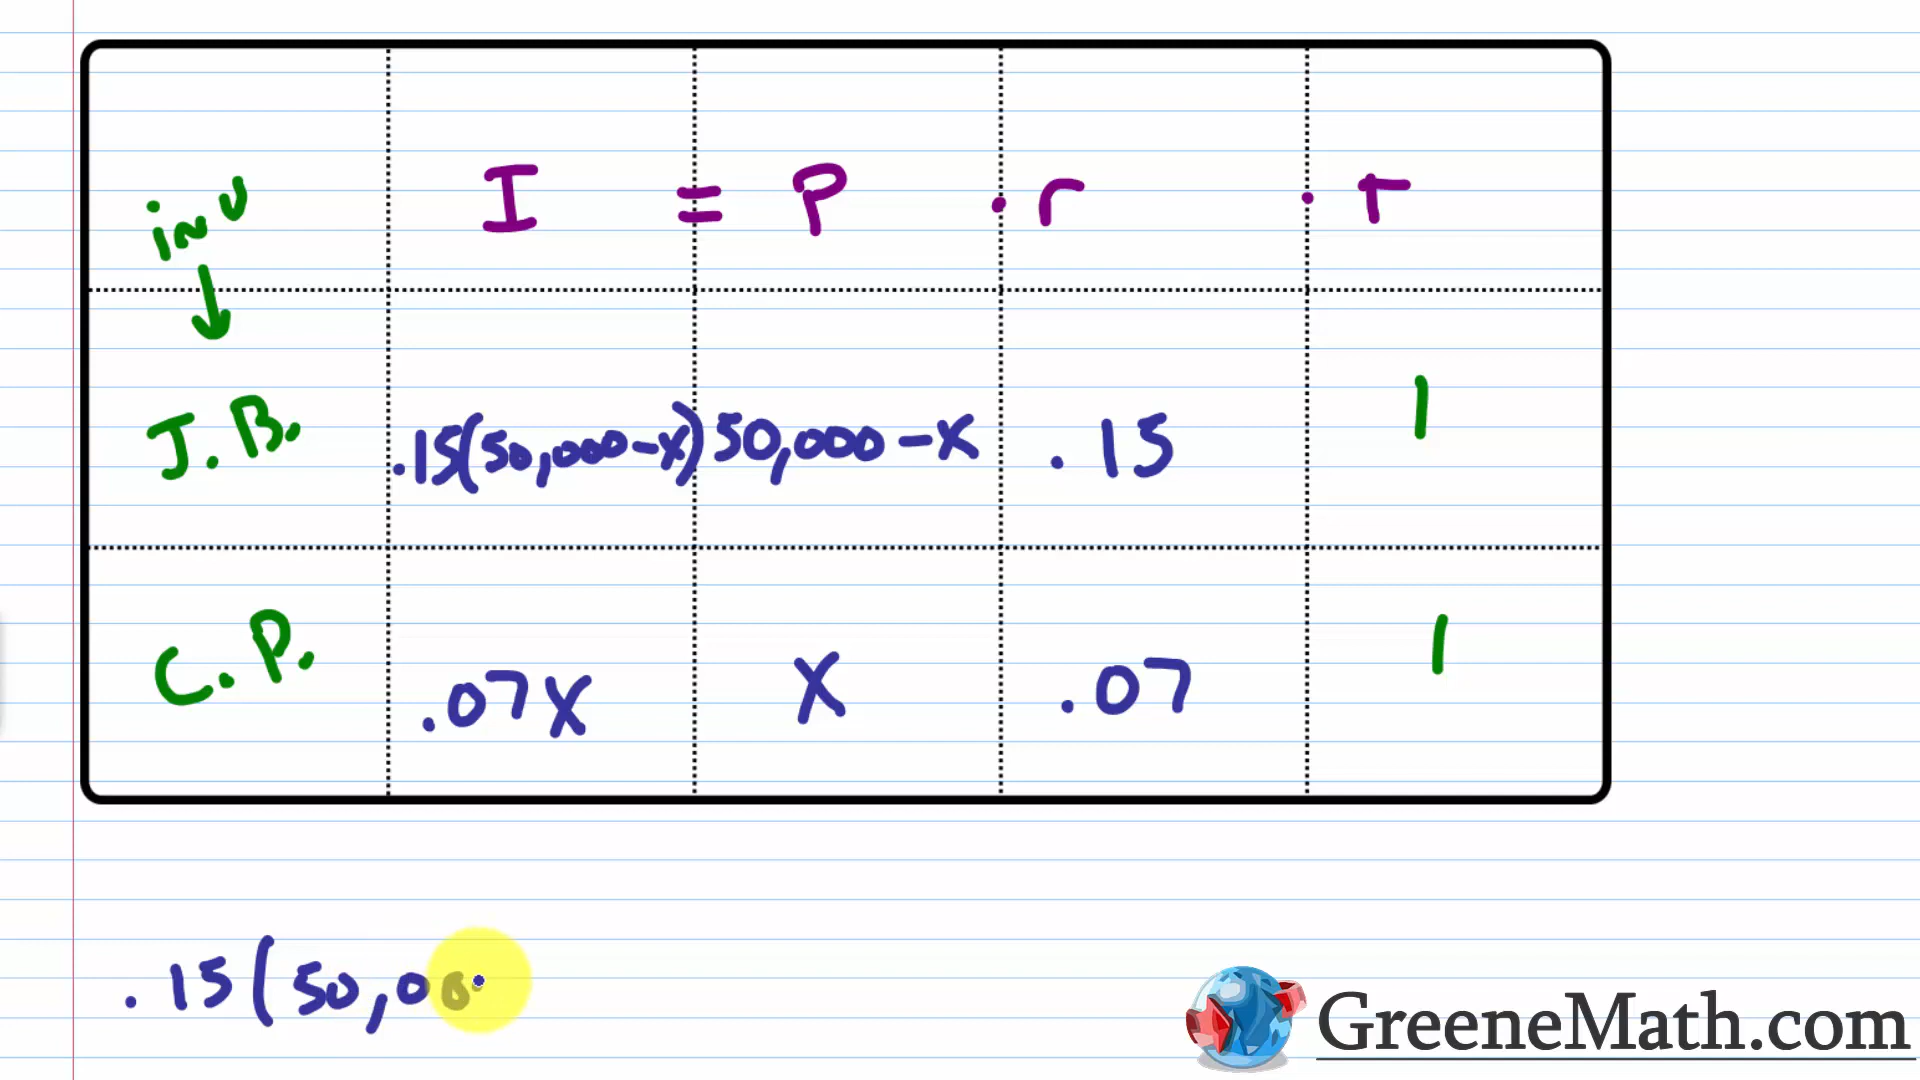 inv I = P · r · T
J.B. .15(50,000-x) 50,000-x .15 1
C.P. .07x x .07 1
.15(50,00
GreeneMath.com